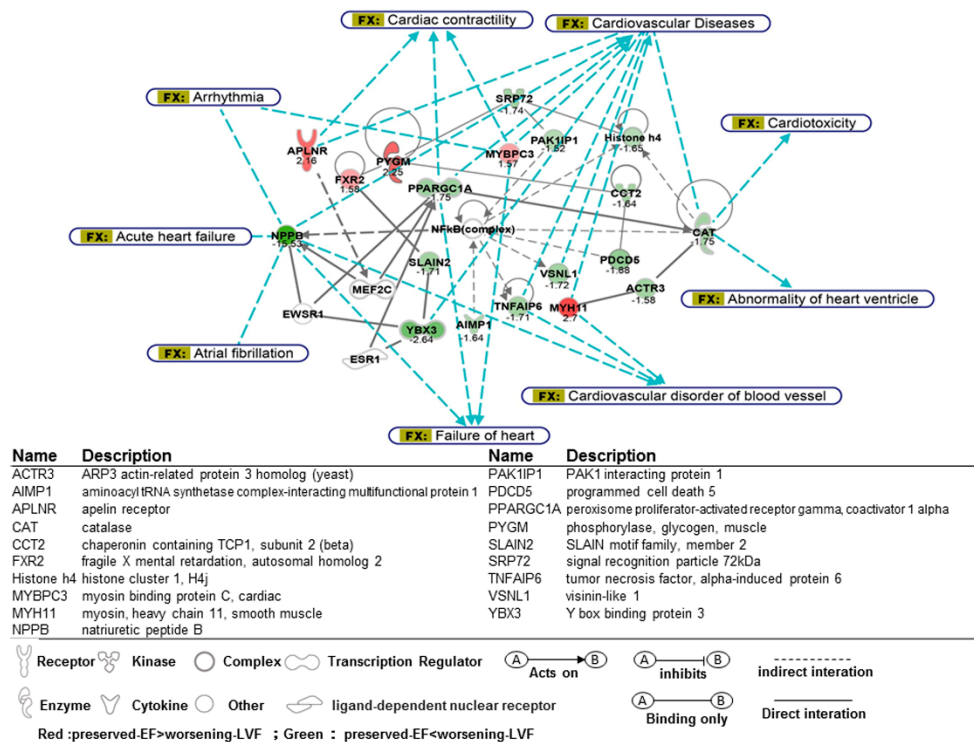 FX: Cardiac contractility
FX: Cardiovascular Diseases
FX: Arrhythmia
SRP72
-1.74
FX: Cardiotoxicity
APLNR
2.16
PYGM
2.25
FXR2
1.58
MYBPC3
1.57
PAK1IP1
-1.52
Histone h4
-1.65
PPARGC1A
-1.75
CCT2
-1.64
FX: Acute heart failure
NPPB
-15.53
NFkB(complex)
CAT
-1.75
SLAIN2
-1.71
VSNL1
-1.72
PDCD5
-1.88
MEF2C
ACTR3
-1.58
FX: Abnormality of heart ventricle
EWSR1
TNFAIP6
-1.71
MYH11
2.7
YBX3
-2.64
AIMP1
-1.64
FX: Atrial fibrillation
ESR1
FX: Cardiovascular disorder of blood vessel
FX: Failure of heart
Name Description Name Description
ACTR3 ARP3 actin-related protein 3 homolog (yeast) PAK1IP1 PAK1 interacting protein 1
AIMP1 aminoacyl tRNA synthetase complex-interacting multifunctional protein 1 PDCD5 programmed cell death 5
APLNR apelin receptor PPARGC1A peroxisome proliferator-activated receptor gamma, coactivator 1 alpha
CAT catalase PYGM phosphorylase, glycogen, muscle
CCT2 chaperonin containing TCP1, subunit 2 (beta) SLAIN2 SLAIN motif family, member 2
FXR2 fragile X mental retardation, autosomal homolog 2 SRP72 signal recognition particle 72kDa
Histone h4 histone cluster 1, H4j TNFAIP6 tumor necrosis factor, alpha-induced protein 6
MYBPC3 myosin binding protein C, cardiac VSNL1 visinin-like 1
MYH11 myosin, heavy chain 11, smooth muscle YBX3 Y box binding protein 3
NPPB natriuretic peptide B
Receptor Kinase Complex Transcription Regulator A B Acts on A B inhibits indirect interation
Enzyme Cytokine Other ligand-dependent nuclear receptor A B Binding only Direct interation
Red :preserved-EF>worsening-LVF ; Green : preserved-EF<worsening-LVF